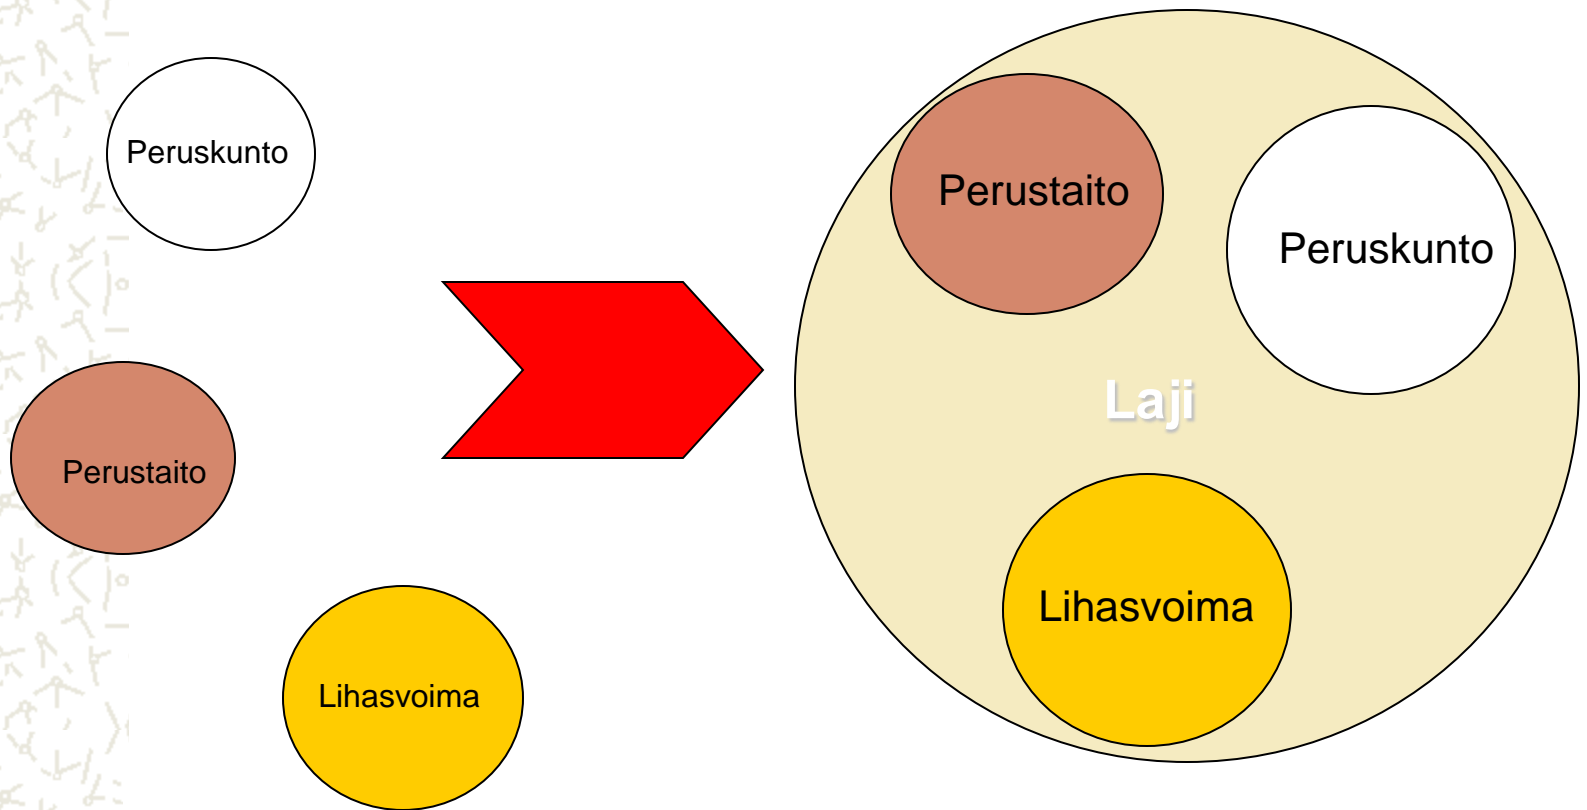 Peruskunto
Perustaito
Lihasvoima
Perustaito
Peruskunto
Laji
Lihasvoima